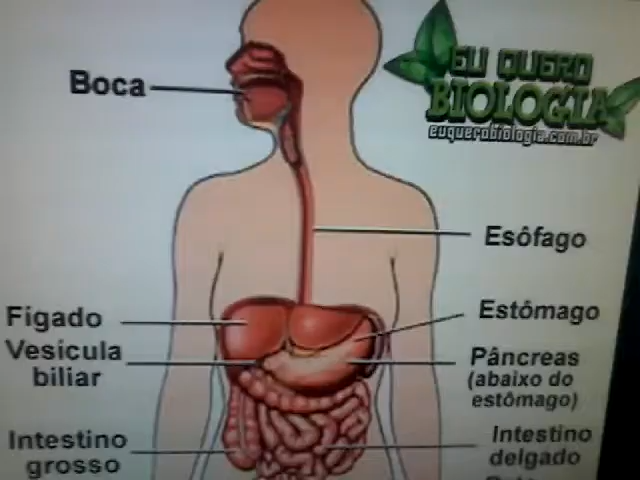 EU QUERO
BIOLOGIA
euquerobiologia.com.br
Boca
Esôfago
Fígado
Estômago
Vesícula
biliar
Pâncreas
(abaixo do
estômago)
Intestino
grosso
Intestino
delgado